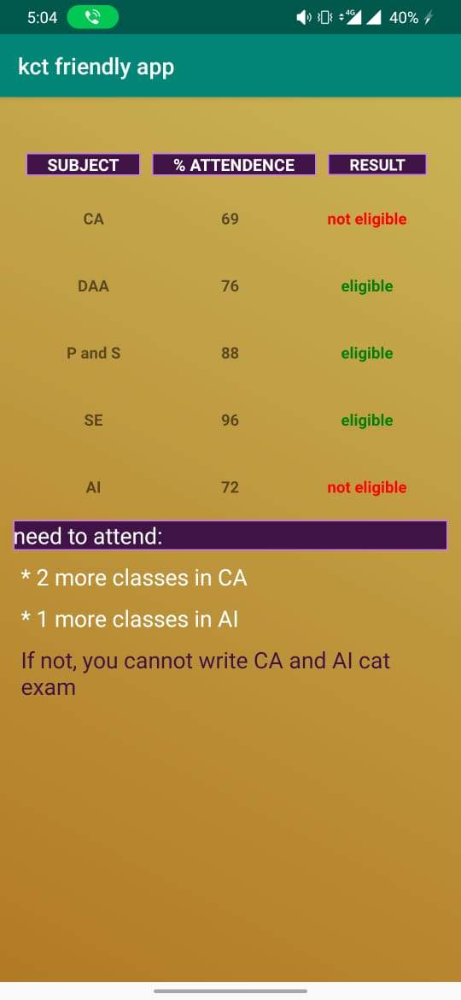 5:04 4G 40%
kct friendly app
SUBJECT % ATTENDENCE RESULT
CA 69 not eligible
DAA 76 eligible
P and S 88 eligible
SE 96 eligible
AI 72 not eligible
need to attend:
* 2 more classes in CA
* 1 more classes in AI
If not, you cannot write CA and AI cat
exam